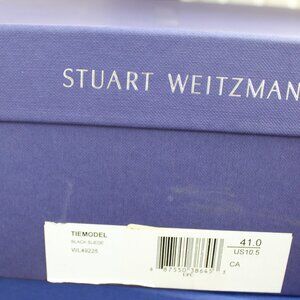 STUART WEITZMAN
TIEMODEL
BLACK SUEDE
41.0
US10.5
CA